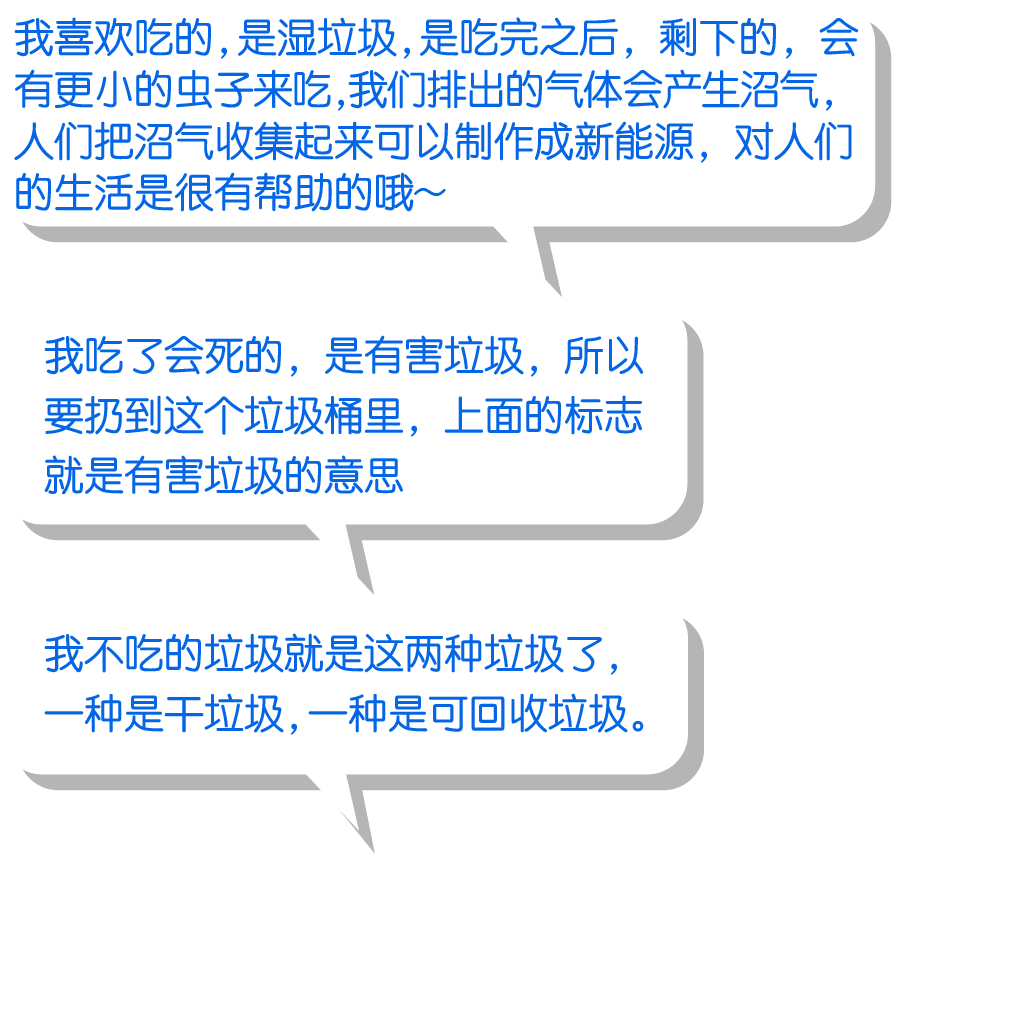 我喜欢吃的,是湿垃圾,是吃完之后，剩下的，会
有更小的虫子来吃,我们排出的气体会产生沼气，
人们把沼气收集起来可以制作成新能源，对人们
的生活是很有帮助的哦～
我吃了会死的，是有害垃圾，所以
要扔到这个垃圾桶里，上面的标志
就是有害垃圾的意思
我不吃的垃圾就是这两种垃圾了，
一种是干垃圾,一种是可回收垃圾。